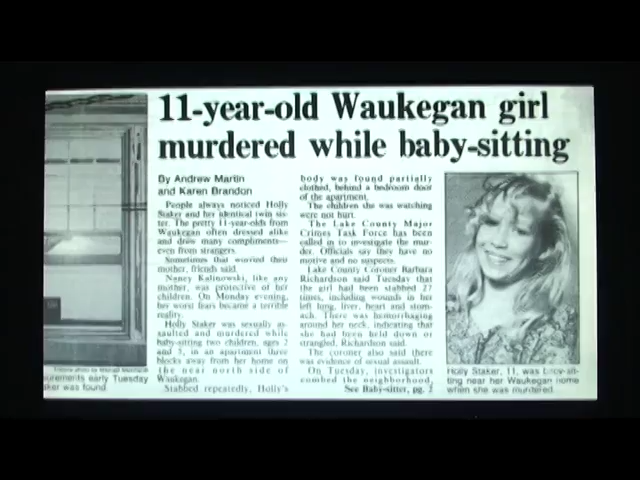 11-year-old Waukegan girl
murdered while baby-sitting
By Andrew Martin
and Karen Brandon
People always noticed Holly
Staker and her identical twin sis-
ter. The pretty 11-year-olds from
Waukegan often dressed alike
and drew many compliments—
even from strangers.
Sometimes that worried their
mother, friends said.
Nancy Kalinowski, like any
mother, was protective of her
children. On Monday evening,
her worst fears became a terrible
reality.
Holly Staker was sexually as-
saulted and murdered while
baby-sitting two children, ages 2
and 5, in an apartment three
blocks away from her home on
the near north side of
Waukegan.
Stabbed repeatedly, Holly's
body was found partially
clothed, behind a bedroom door
of the apartment.
The children she was watching
were not hurt.
The Lake County Major
Crimes Task Force has been
called in to investigate the mur-
der. Officials say they have no
motive and no suspects.
Lake County Coroner Barbara
Richardson said Tuesday that
the girl had been stabbed 27
times, including wounds in her
left lung, liver, heart and stom-
ach. There was hemorrhaging
around her neck, indicating that
she had been held down or
strangled, Richardson said.
The coroner also said there
was evidence of sexual assault.
On Tuesday, investigators
combed the neighborhood,
See Baby-sitter, pg. 2
Tribune photo by
urements early Tuesday
ker was found.
Holly Staker, 11, was baby-sit-
ting near her Waukegan home
when she was murdered.